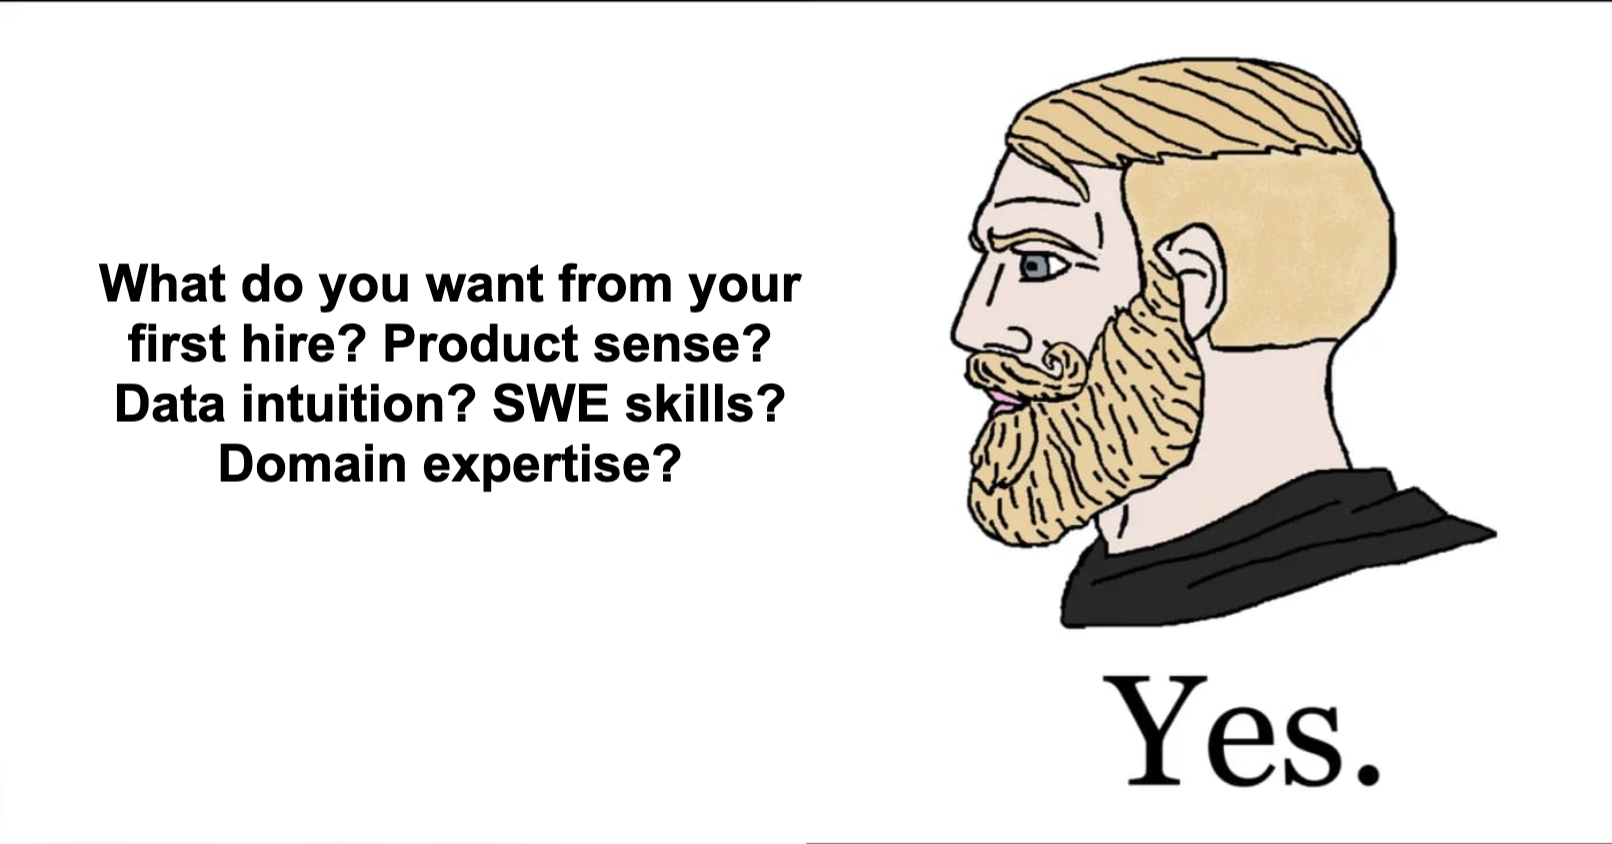 What do you want from your
first hire? Product sense?
Data intuition? SWE skills?
Domain expertise?
Yes.